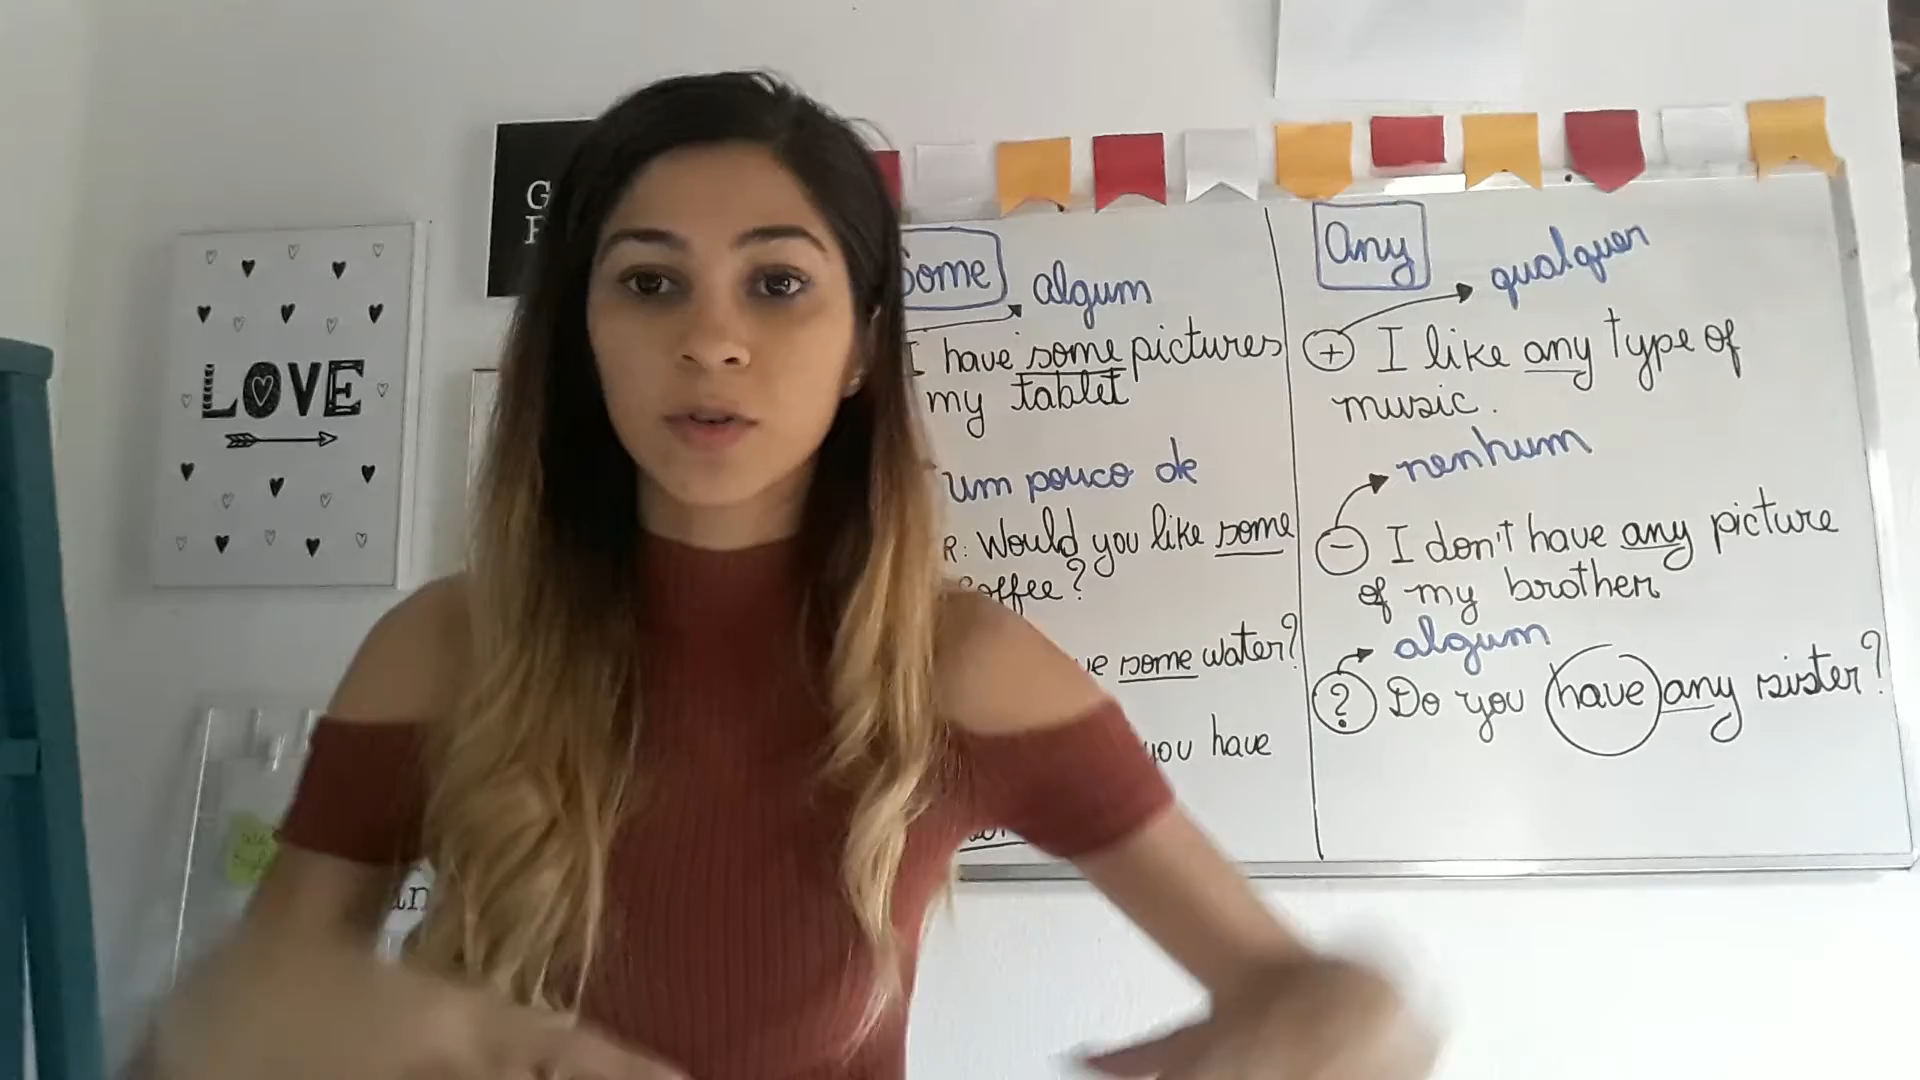 LOVE
G
some
algum
I have some pictures
my tablet
um pouco de
R: Would you like some
coffee?
some water?
you have
any
qualquer
+ I like any type of
music.
nenhum
- I don't have any picture
of my brother
algum
? Do you have any sister?